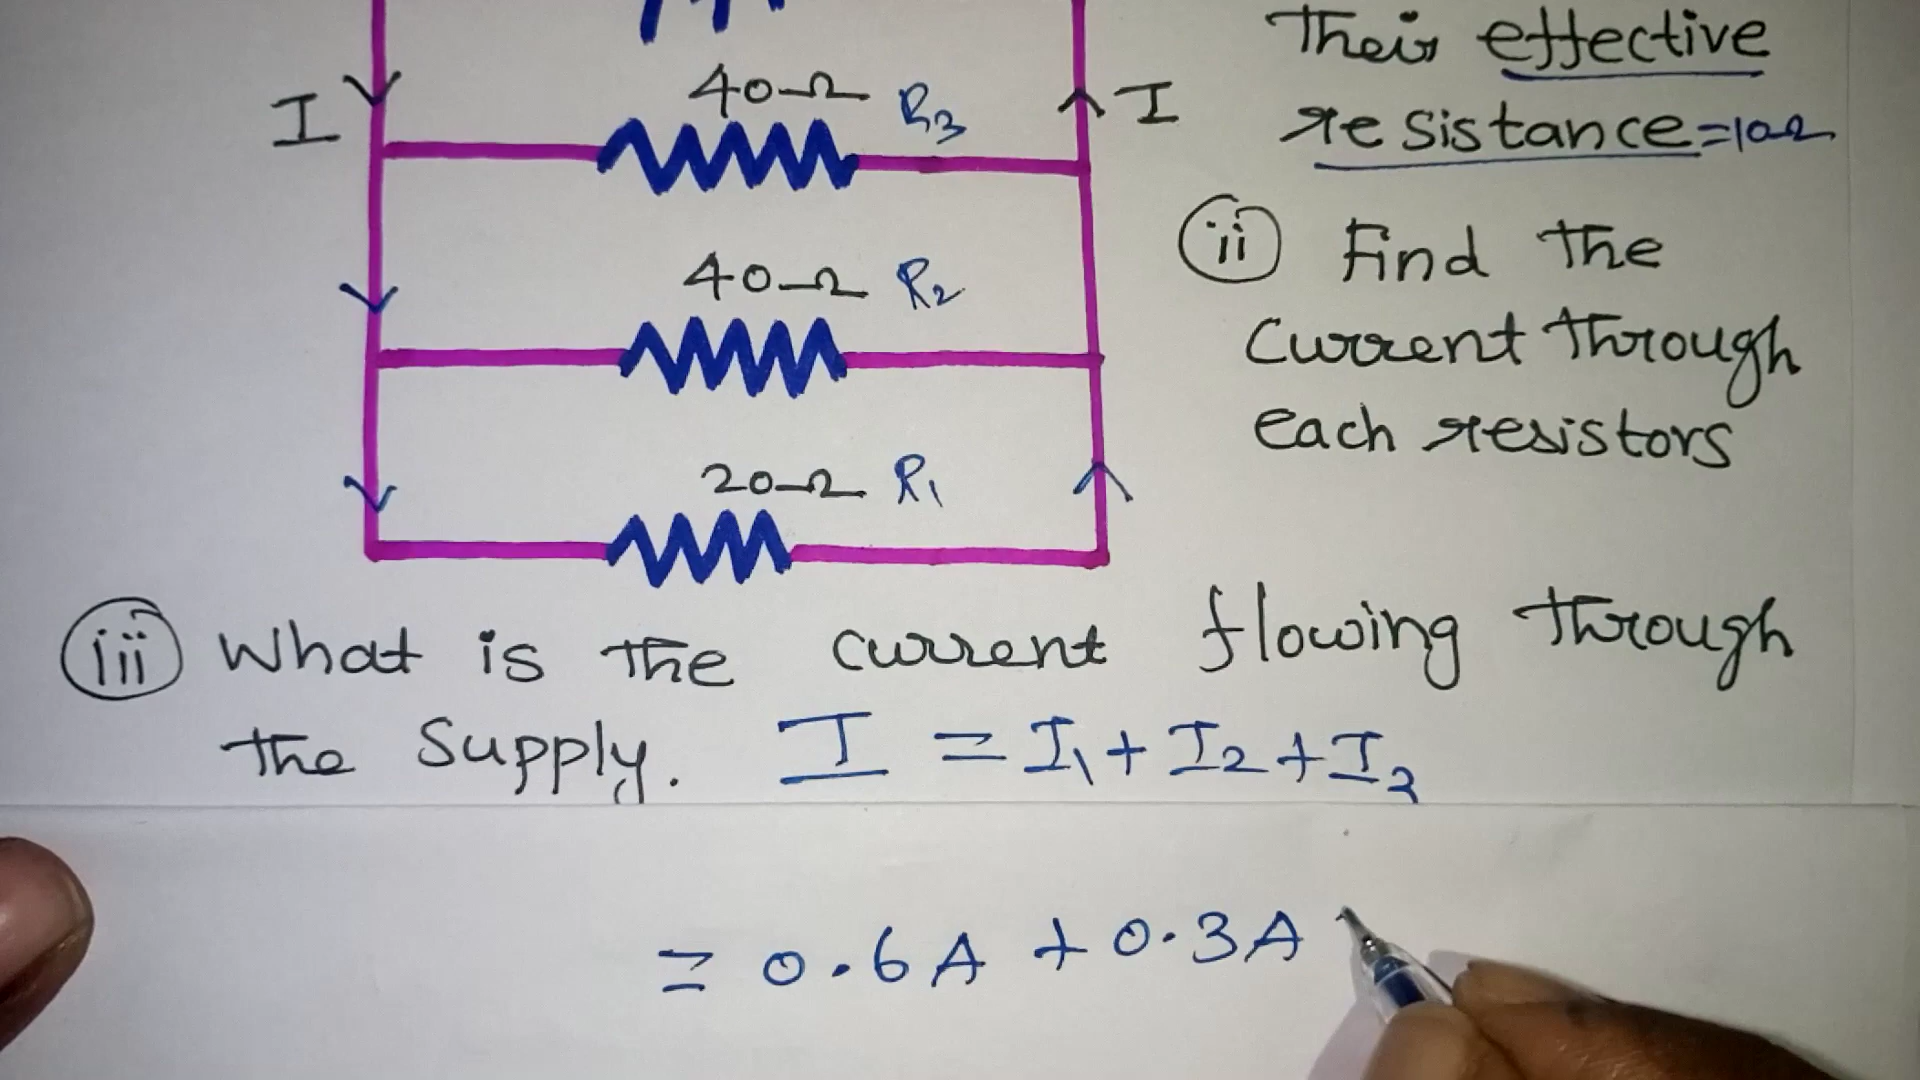 Their effective
resistance=10Ω
I
40Ω R3
I
ii Find the
current through
each resistors
40Ω R2
20Ω R1
iii What is the current flowing through
the supply. I = I1 + I2 + I3
= 0.6A + 0.3A